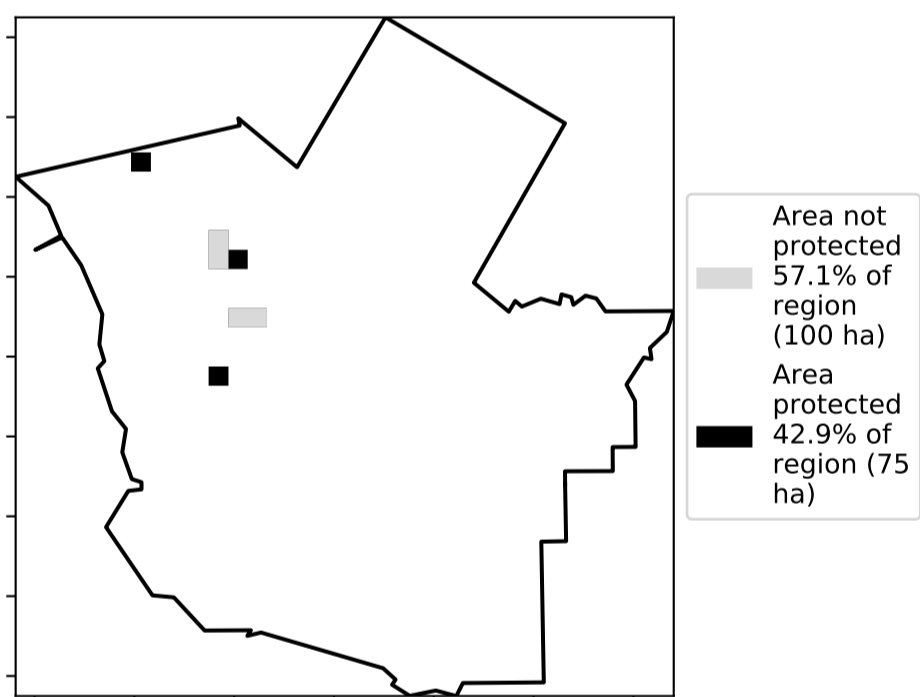 Area not
protected
57.1% of
region
(100 ha)
Area
protected
42.9% of
region (75
ha)